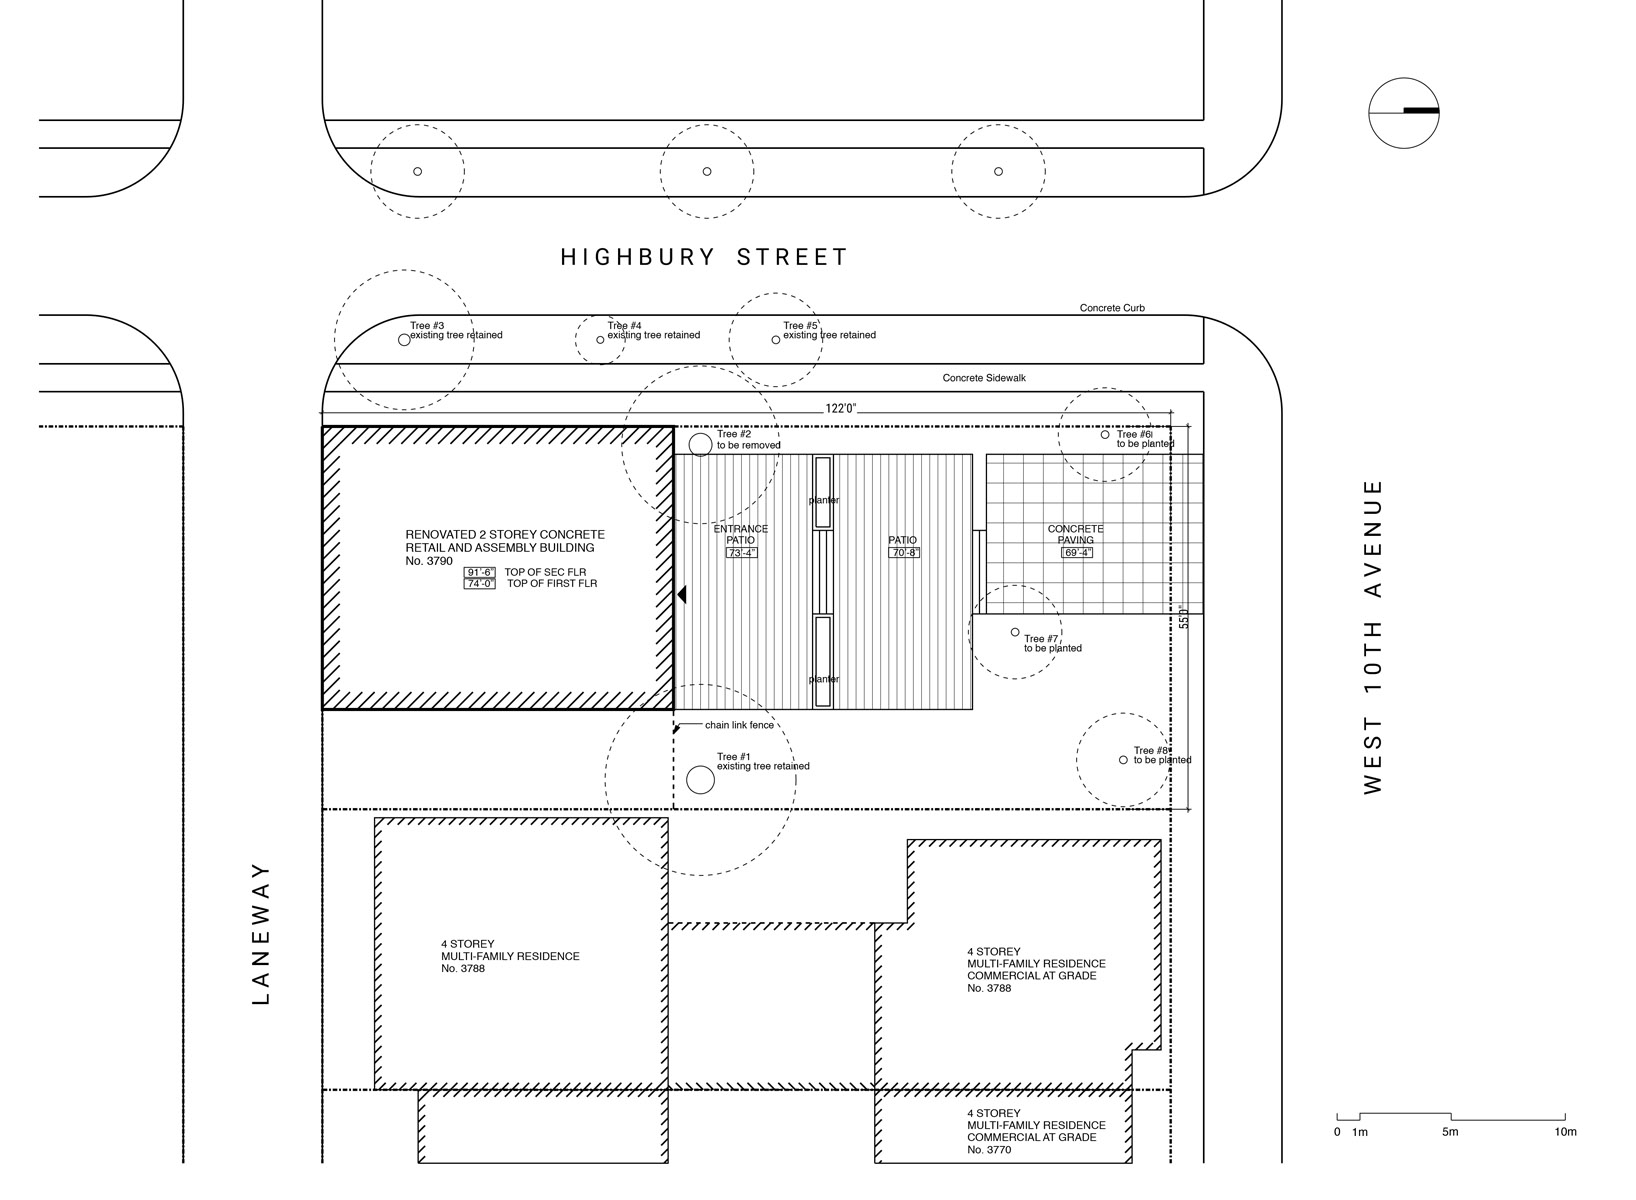 HIGHBURY STREET
Concrete Curb
Tree #3
existing tree retained
Tree #4
existing tree retained
Tree #5
existing tree retained
Concrete Sidewalk
122'0"
Tree #2
to be removed
Tree #6
to be planted
planter
RENOVATED 2 STOREY CONCRETE
RETAIL AND ASSEMBLY BUILDING
No. 3790
91'-6" TOP OF SEC FLR
74'-0" TOP OF FIRST FLR
ENTRANCE
PATIO
73'-4"
PATIO
70'-8"
CONCRETE
PAVING
69'-4"
55'0"
WEST 10TH AVENUE
Tree #7
to be planted
planter
chain link fence
Tree #1
existing tree retained
Tree #8
to be planted
LANEWAY
4 STOREY
MULTI-FAMILY RESIDENCE
No. 3788
4 STOREY
MULTI-FAMILY RESIDENCE
COMMERCIAL AT GRADE
No. 3788
4 STOREY
MULTI-FAMILY RESIDENCE
COMMERCIAL AT GRADE
No. 3770
0 1m 5m 10m